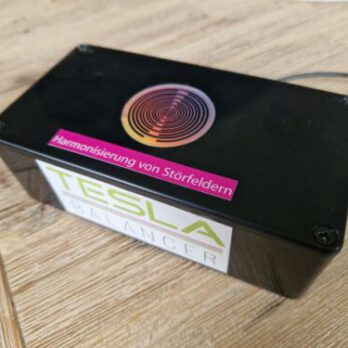 Harmonisierung von Störfeldern
TESLA
BALANCER